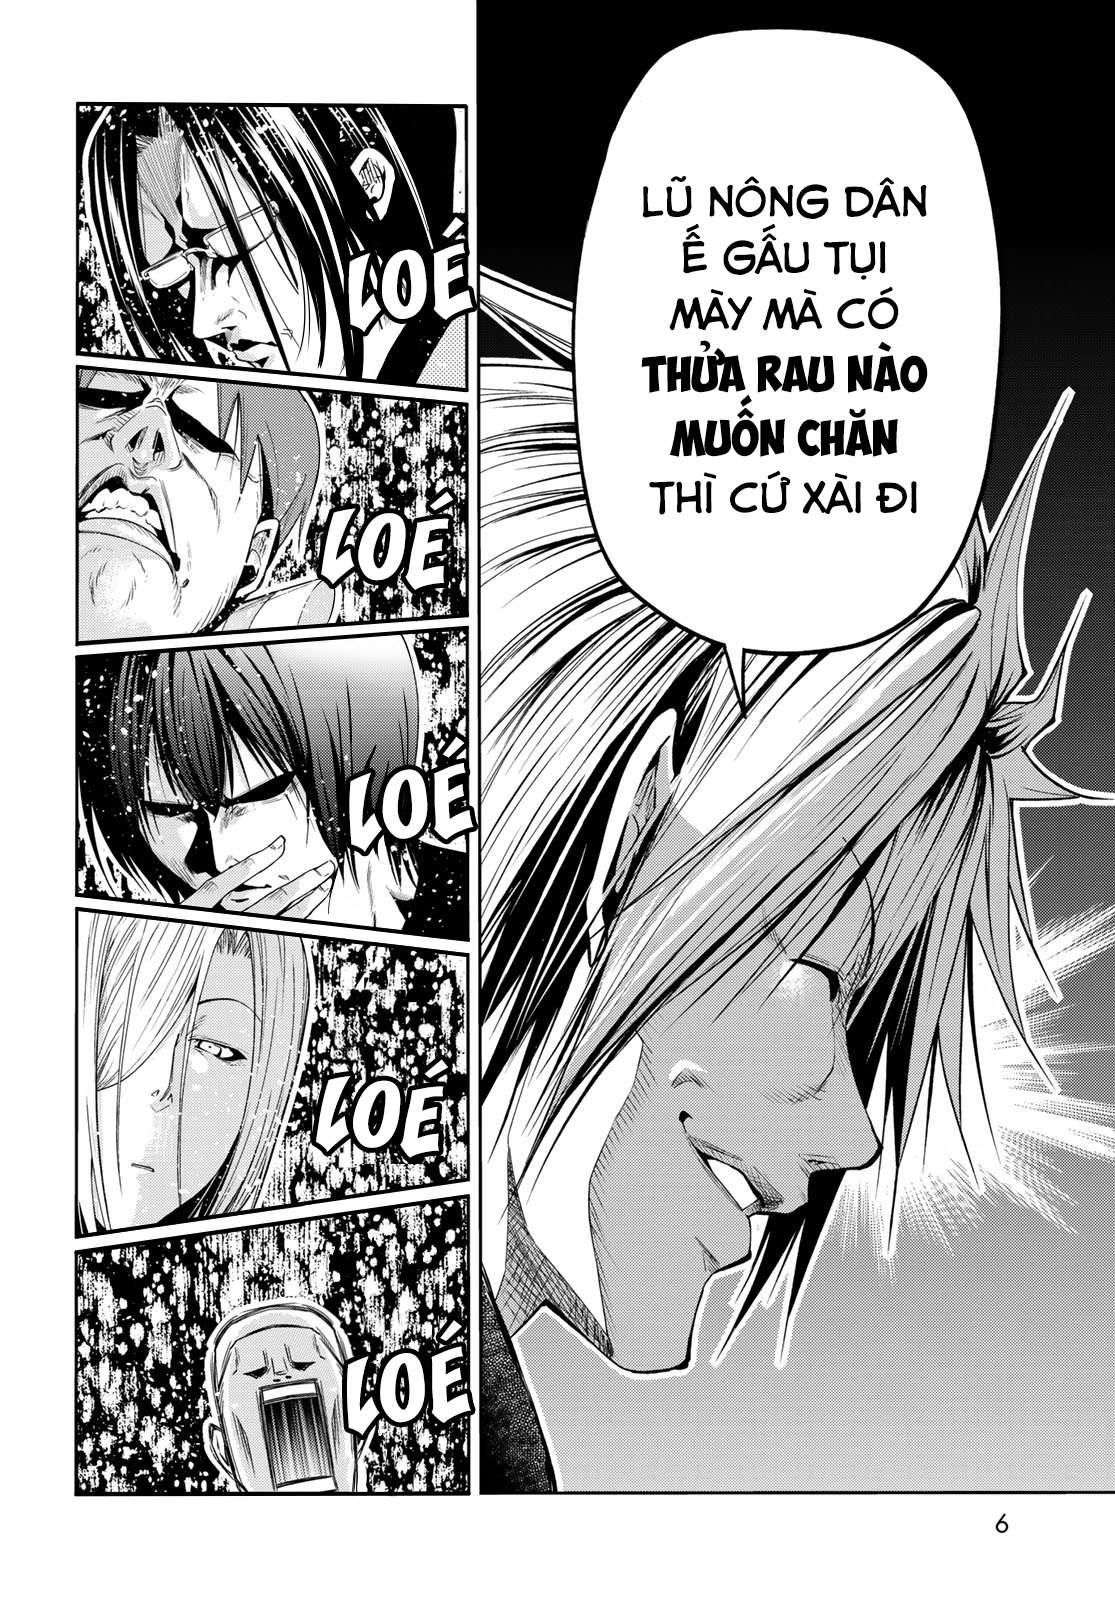 LŨ NÔNG DÂN
Ế GẤU TỤI
MÀY MÀ CÓ
THỬA RAU NÀO
MUỐN CHĂN
THÌ CỨ XÀI ĐI
LOÉ
LOÉ
LOÉ
LOÉ
LOÉ
6